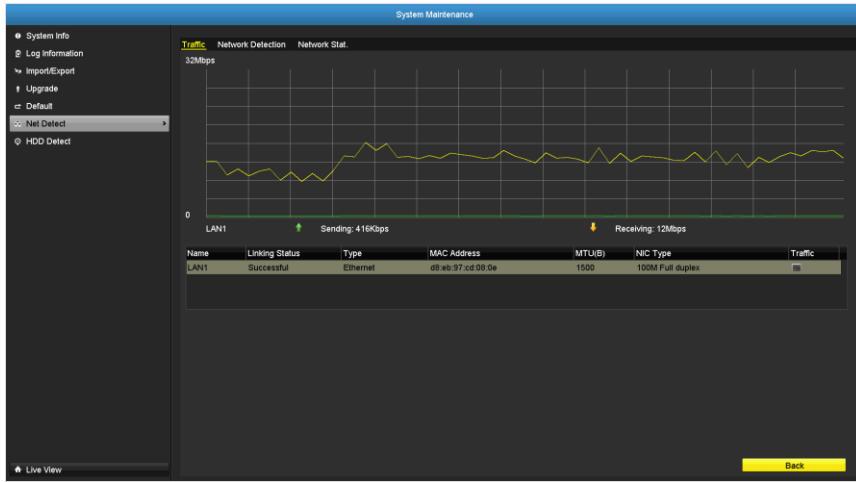 System Maintenance
System Info
Log Information
Import/Export
Upgrade
Default
Net Detect
HDD Detect
Live View
Traffic Network Detection Network Stat.
32Mbps
0
LAN1 Sending: 416Kbps Receiving: 12Mbps
Name Linking Status Type MAC Address MTU(B) NIC Type Traffic
LAN1 Successful Ethernet d8:eb:97:cd:08:0e 1500 100M Full duplex
Back